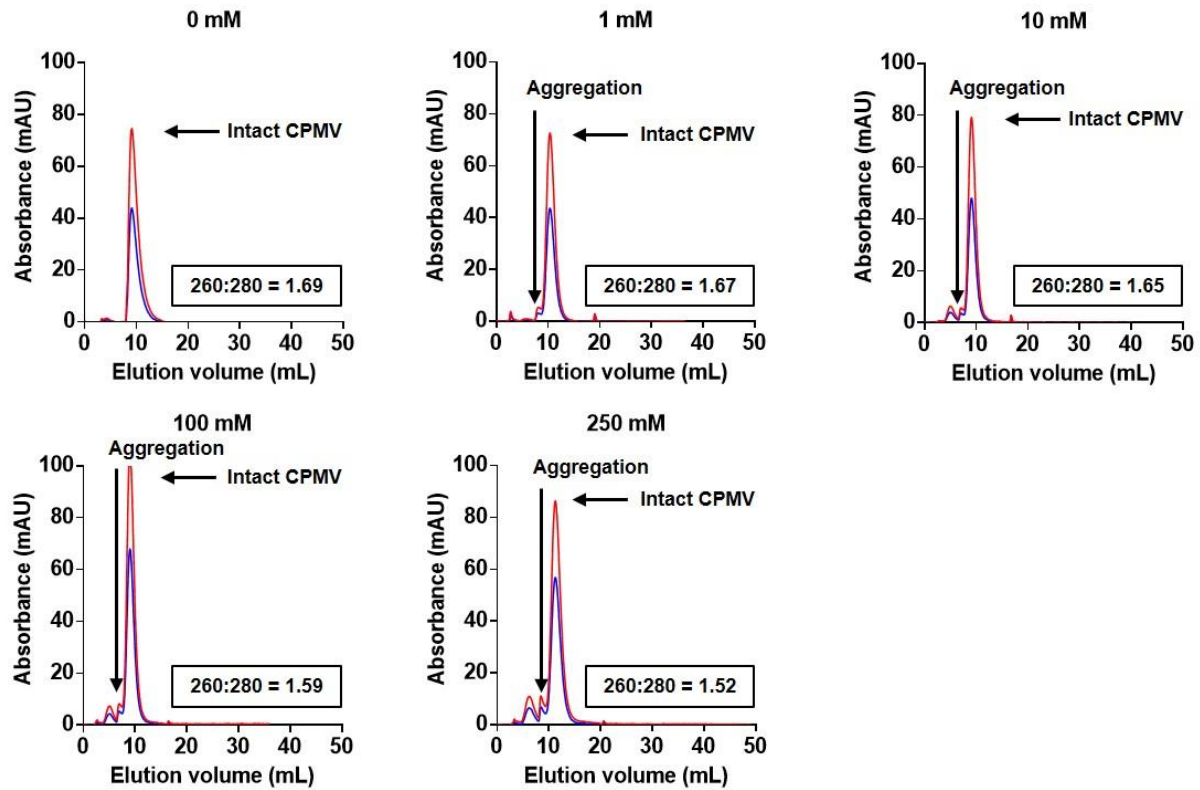 0 mM
Absorbance (mAU)
100
80
60
40
20
0
Intact CPMV
260:280 = 1.69
0 10 20 30 40 50
Elution volume (mL)
1 mM
Absorbance (mAU)
100
80
60
40
20
0
Aggregation
Intact CPMV
260:280 = 1.67
0 10 20 30 40 50
Elution volume (mL)
10 mM
Absorbance (mAU)
100
80
60
40
20
0
Aggregation
Intact CPMV
260:280 = 1.65
0 10 20 30 40 50
Elution volume (mL)
100 mM
Aggregation
Absorbance (mAU)
100
80
60
40
20
0
Intact CPMV
260:280 = 1.59
0 10 20 30 40 50
Elution volume (mL)
250 mM
Absorbance (mAU)
100
80
60
40
20
0
Aggregation
Intact CPMV
260:280 = 1.52
0 10 20 30 40 50
Elution volume (mL)